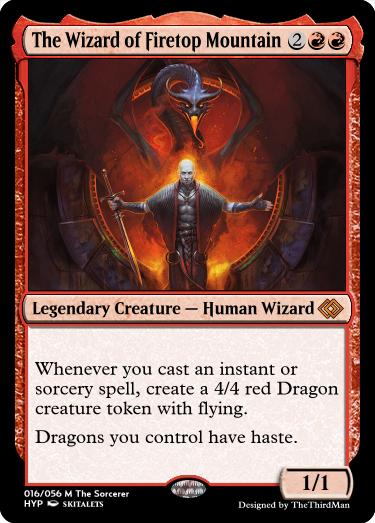 The Wizard of Firetop Mountain 2
Legendary Creature — Human Wizard
Whenever you cast an instant or
sorcery spell, create a 4/4 red Dragon
creature token with flying.
Dragons you control have haste.
1/1
016/056 M The Sorcerer
HYP SKITALETS
Designed by TheThirdMan